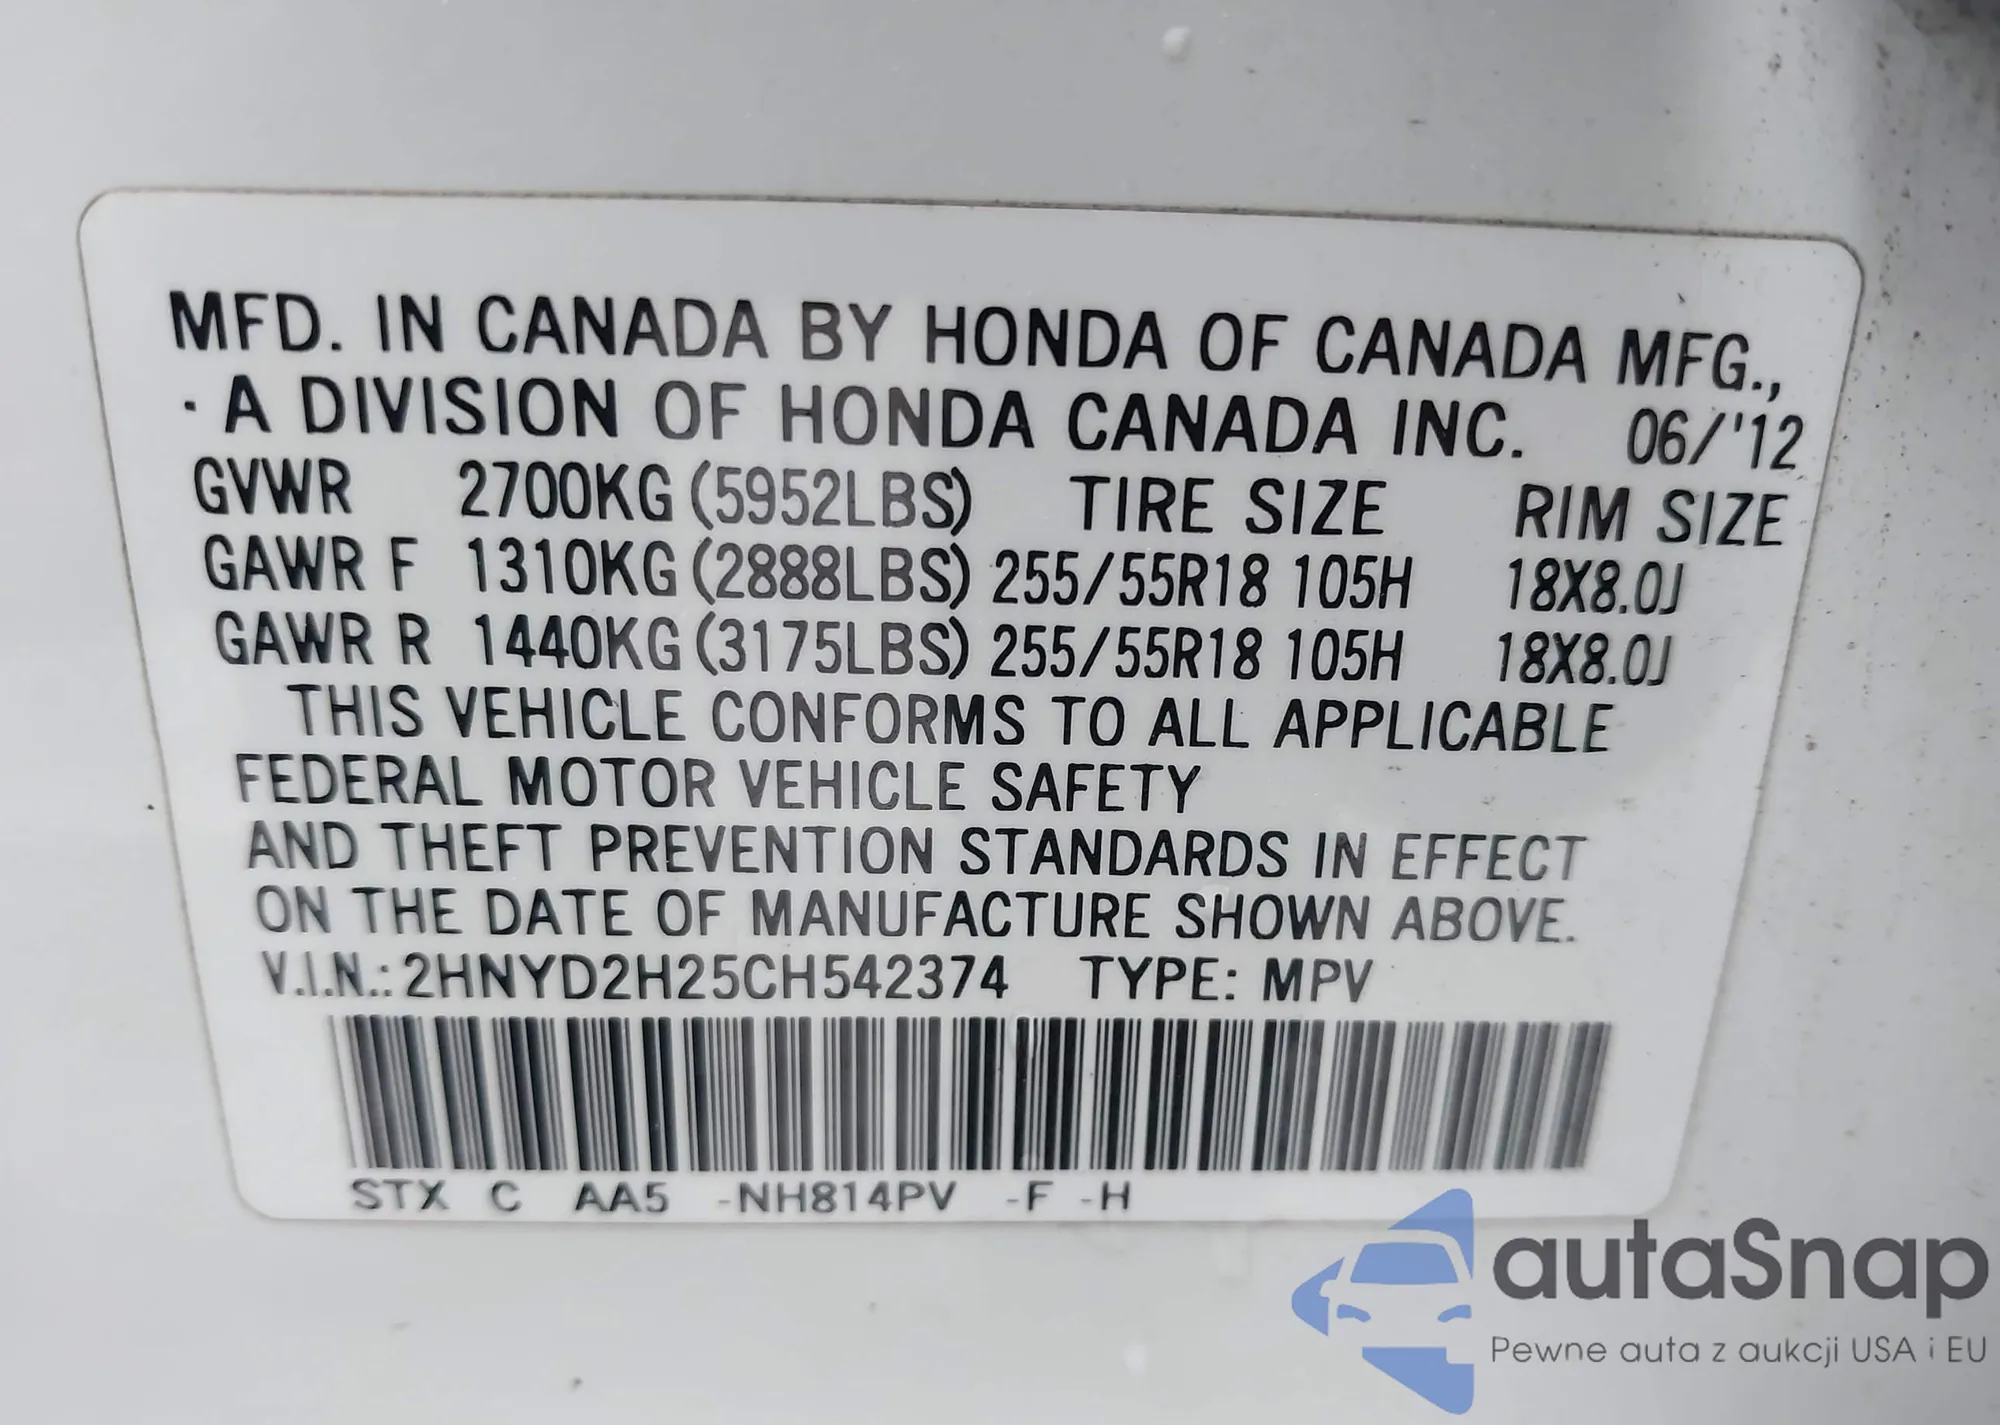 MFD. IN CANADA BY HONDA OF CANADA MFG.,
· A DIVISION OF HONDA CANADA INC. 06/'12
GVWR 2700KG (5952LBS) TIRE SIZE RIM SIZE
GAWR F 1310KG (2888LBS) 255/55R18 105H 18X8.0J
GAWR R 1440KG (3175LBS) 255/55R18 105H 18X8.0J
THIS VEHICLE CONFORMS TO ALL APPLICABLE
FEDERAL MOTOR VEHICLE SAFETY
AND THEFT PREVENTION STANDARDS IN EFFECT
ON THE DATE OF MANUFACTURE SHOWN ABOVE.
V.I.N.: 2HNYD2H25CH542374 TYPE: MPV
STX C AA5 -NH814PV -F -H
autaSnap
Pewne auta z aukcji USA i EU